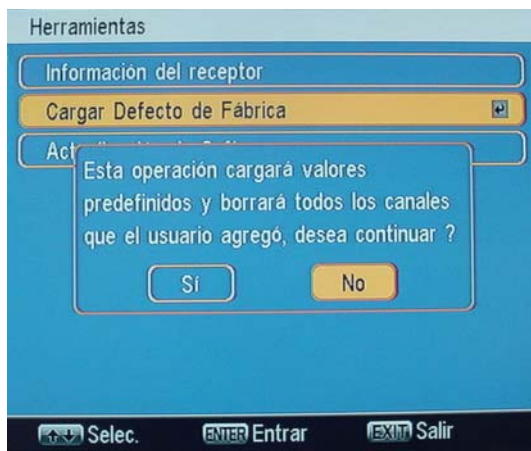 Herramientas
Información del receptor
Cargar Defecto de Fábrica
Esta operación cargará valores
predefinidos y borrará todos los canales
que el usuario agregó, desea continuar ?
Sí No
Selec. ENTER Entrar EXIT Salir